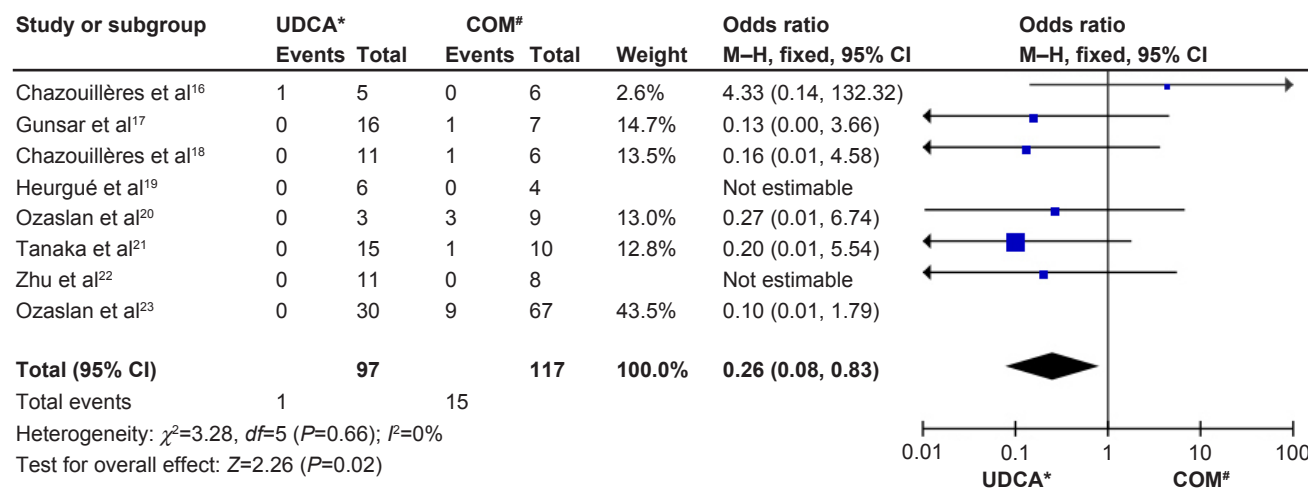 Study or subgroup UDCA* COM# Odds ratio Odds ratio
Events Total Events Total Weight M–H, fixed, 95% CI M–H, fixed, 95% CI
Chazouillères et al16 1 5 0 6 2.6% 4.33 (0.14, 132.32)
Gunsar et al17 0 16 1 7 14.7% 0.13 (0.00, 3.66)
Chazouillères et al18 0 11 1 6 13.5% 0.16 (0.01, 4.58)
Heurgué et al19 0 6 0 4 Not estimable
Ozaslan et al20 0 3 3 9 13.0% 0.27 (0.01, 6.74)
Tanaka et al21 0 15 1 10 12.8% 0.20 (0.01, 5.54)
Zhu et al22 0 11 0 8 Not estimable
Ozaslan et al23 0 30 9 67 43.5% 0.10 (0.01, 1.79)
Total (95% CI) 97 117 100.0% 0.26 (0.08, 0.83)
Total events 1 15
Heterogeneity: χ²=3.28, df=5 (P=0.66); I²=0%
Test for overall effect: Z=2.26 (P=0.02)
0.01 0.1 1 10 100
UDCA* COM#